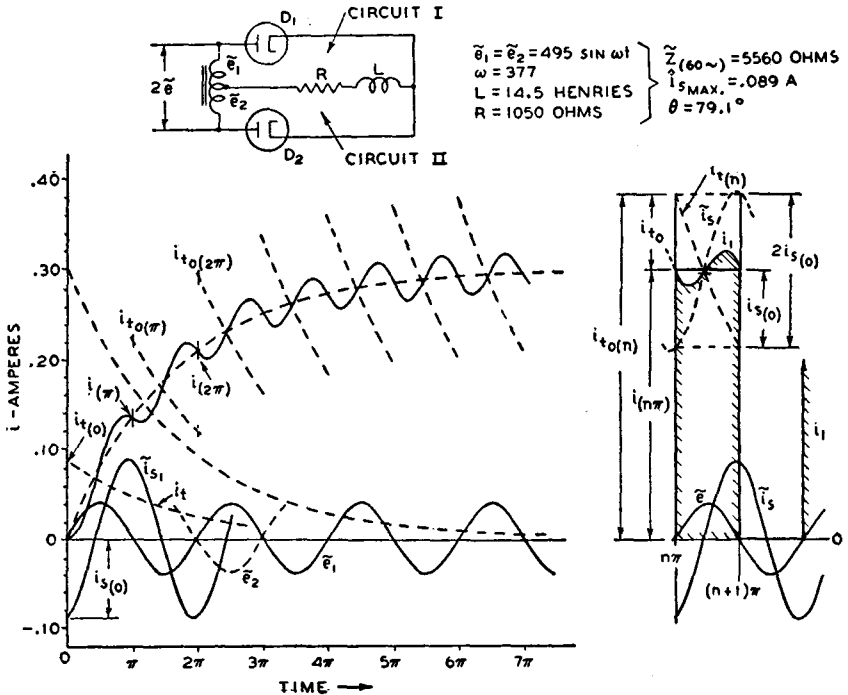 D1
CIRCUIT I
2ẽ
ẽ1
ẽ2
R
L
D2
CIRCUIT II
ẽ1 = ẽ2 = 495 SIN ωt
ω = 377
L = 14.5 HENRIES
R = 1050 OHMS
Z̃(60~) = 5560 OHMS
îs MAX. = .089 A
θ = 79.1°
.40
.30
.20
.10
0
-.10
i-AMPERES
it0(2π)
it0(π)
i(π)
i(2π)
it(0)
ĩs1
it
is(0)
ẽ2
ẽ1
0
π
2π
3π
4π
5π
6π
7π
TIME
it(n)
ĩs
it0
i1
2is(0)
is(0)
it0(n)
i(nπ)
i1
ẽ
ĩs
0
nπ
(n+1)π